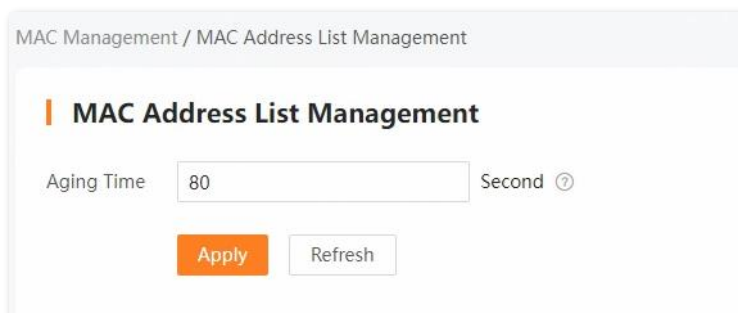 MAC Management / MAC Address List Management
MAC Address List Management
Aging Time 80 Second ?
Apply Refresh